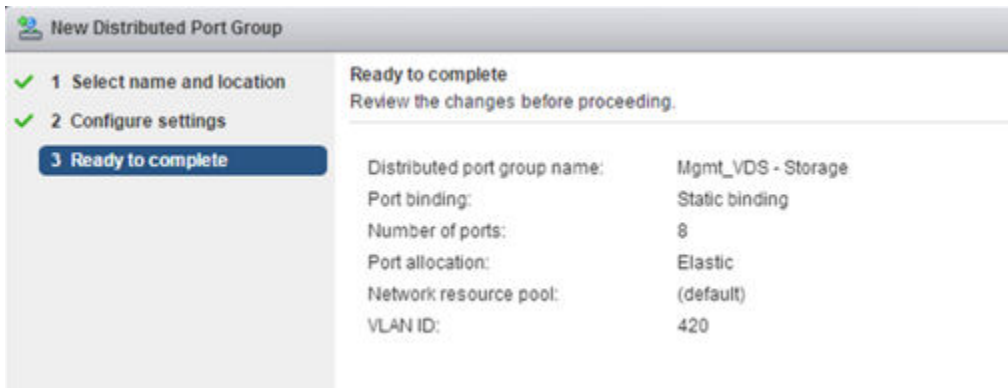 New Distributed Port Group
1 Select name and location
2 Configure settings
3 Ready to complete
Ready to complete
Review the changes before proceeding.
Distributed port group name: Mgmt_VDS - Storage
Port binding: Static binding
Number of ports: 8
Port allocation: Elastic
Network resource pool: (default)
VLAN ID: 420